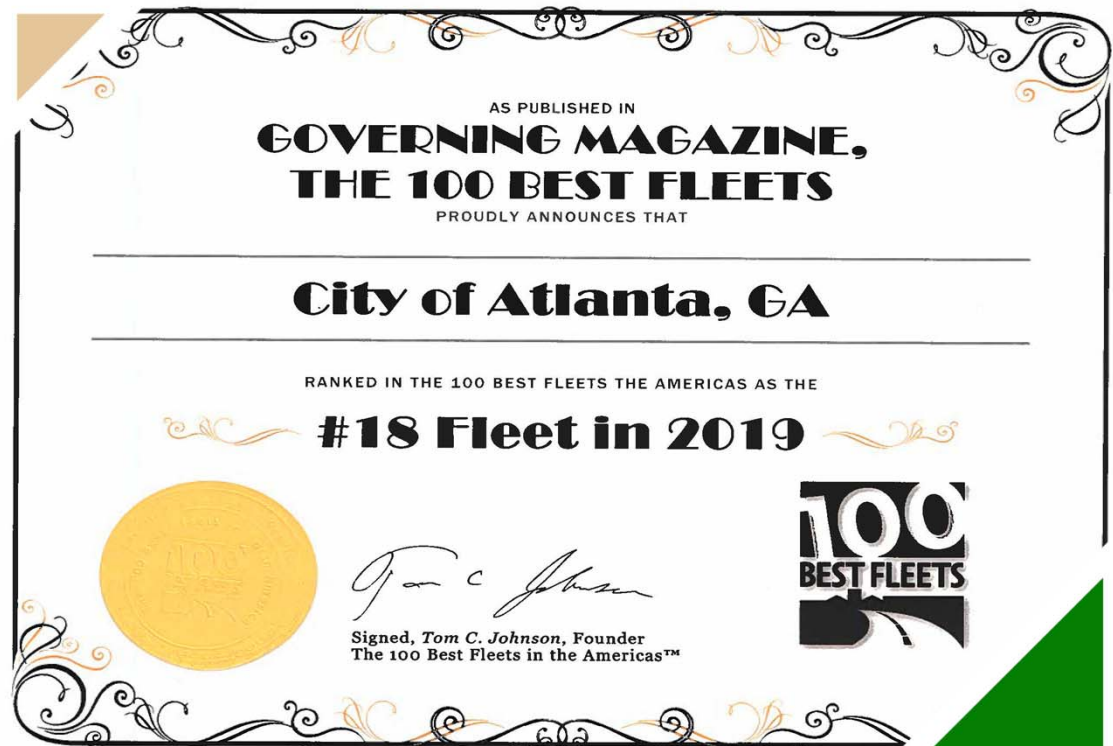 AS PUBLISHED IN
GOVERNING MAGAZINE,
THE 100 BEST FLEETS
PROUDLY ANNOUNCES THAT
City of Atlanta, GA
RANKED IN THE 100 BEST FLEETS THE AMERICAS AS THE
#18 Fleet in 2019
Tom C Johnson
Signed, Tom C. Johnson, Founder
The 100 Best Fleets in the Americas™
100
BEST FLEETS